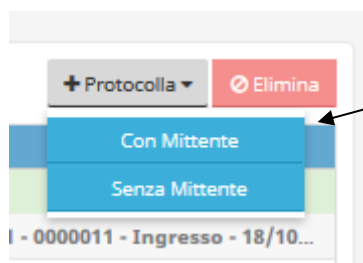 + Protocolla Elimina
Con Mittente
Senza Mittente
- 0000011 - Ingresso - 18/10...